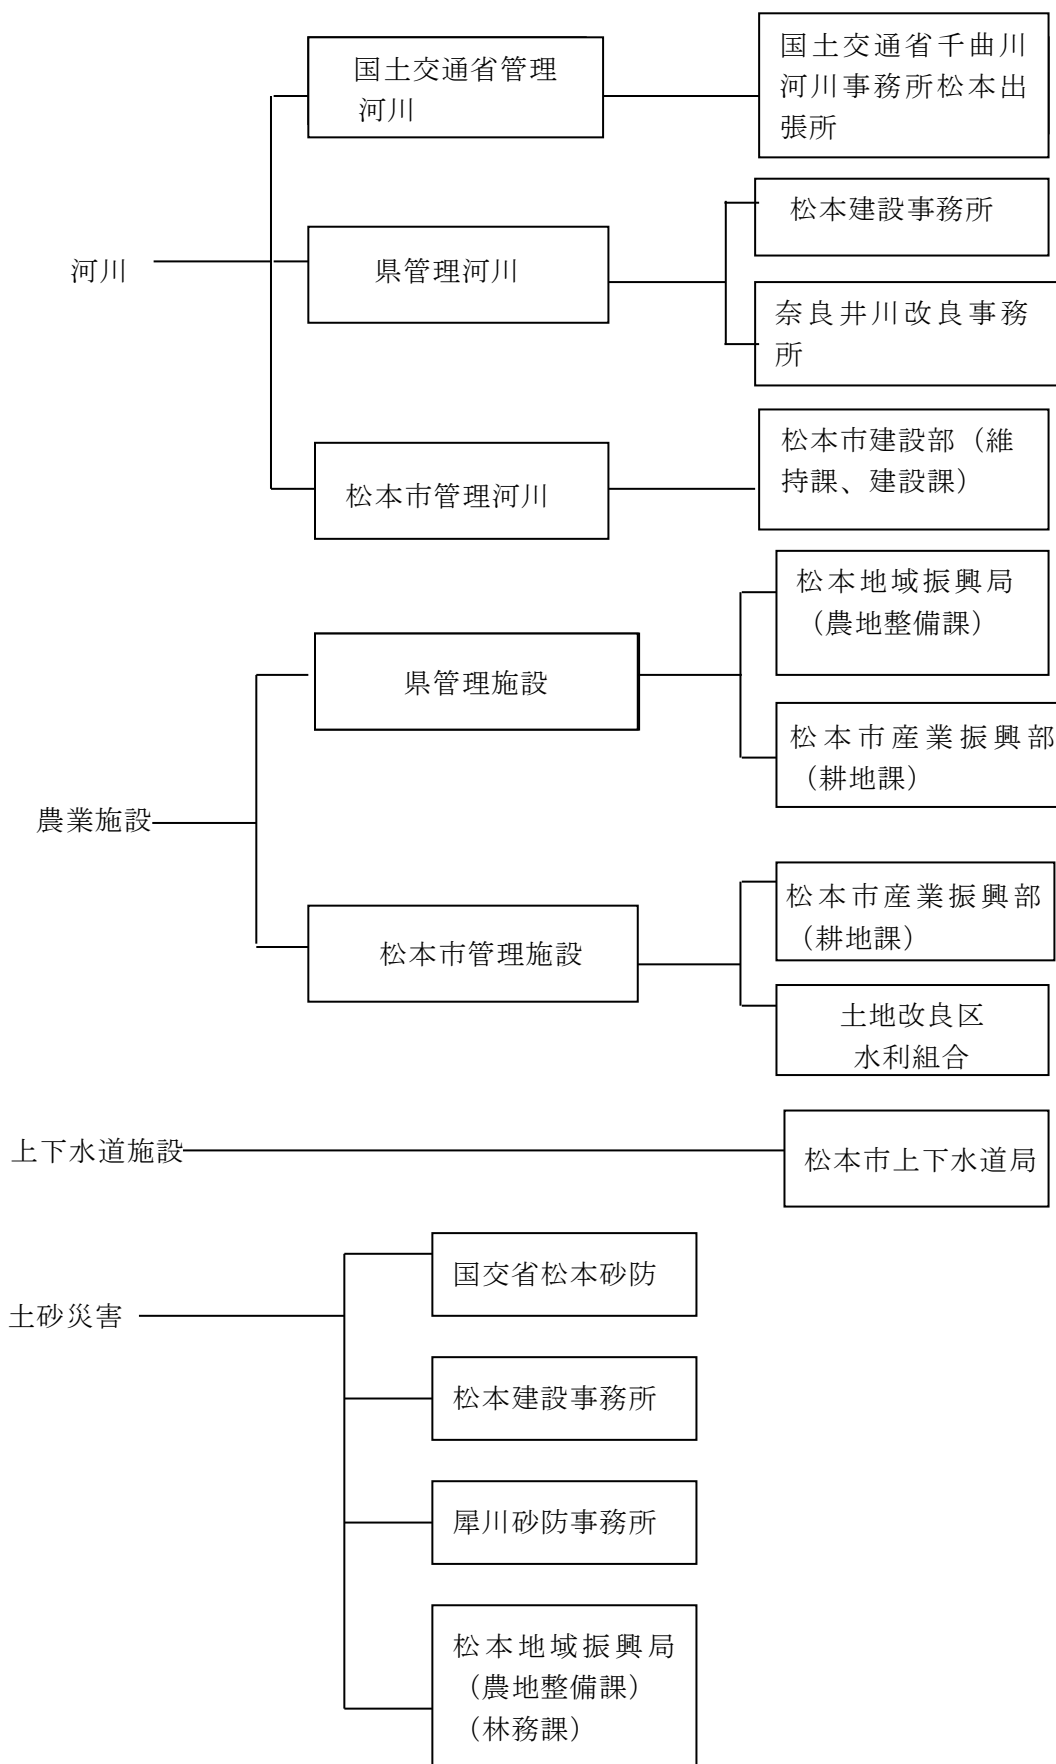 国土交通省管理
河川
国土交通省千曲川
河川事務所松本出
張所
松本建設事務所
河川
県管理河川
奈良井川改良事務
所
松本市管理河川
松本市建設部（維
持課、建設課）
松本地域振興局
（農地整備課）
県管理施設
松本市産業振興部
（耕地課）
農業施設
松本市管理施設
松本市産業振興部
（耕地課）
土地改良区
水利組合
上下水道施設
松本市上下水道局
土砂災害
国交省松本砂防
松本建設事務所
犀川砂防事務所
松本地域振興局
（農地整備課）
（林務課）